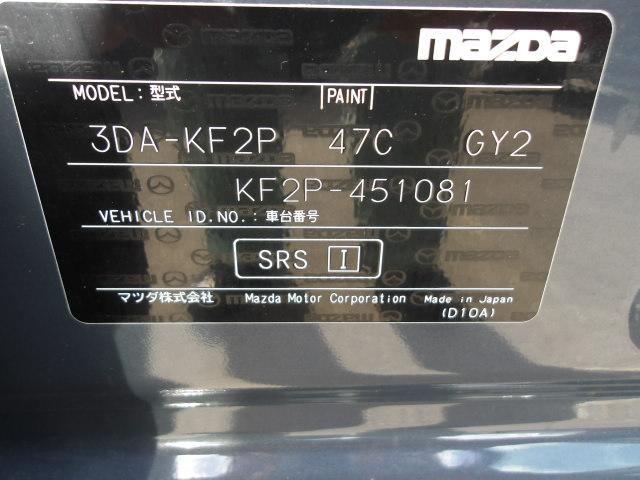 mazda
MODEL: 型式 PAINT
3DA-KF2P 47C GY2
KF2P-451081
VEHICLE ID.NO.: 車台番号
SRS I
マツダ株式会社 Mazda Motor Corporation Made in Japan
(D10A)